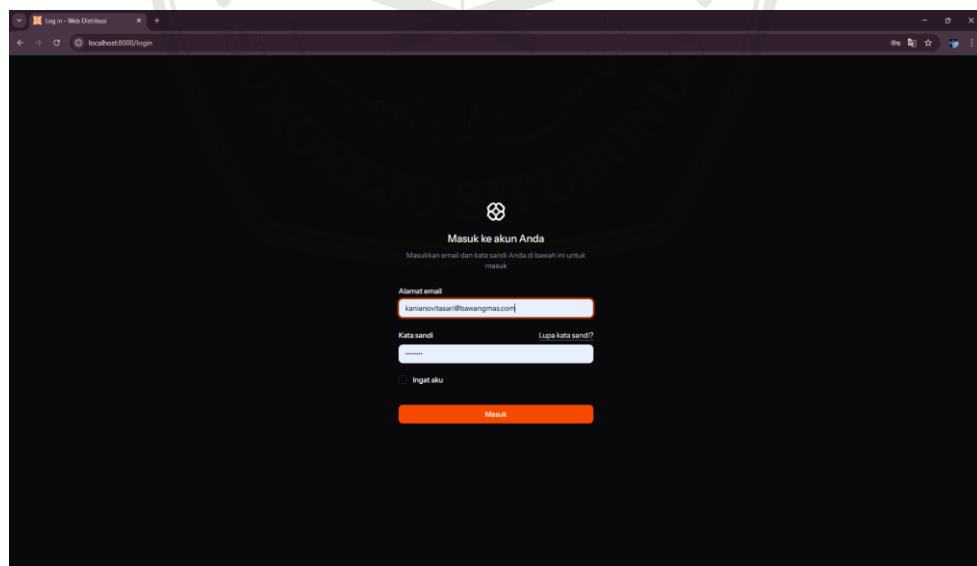 Log in - Web Distribusi
localhost:8000/login
Masuk ke akun Anda
Masukkan email dan kata sandi Anda di bawah ini untuk
masuk
Alamat email
kanianovitasari@bawangmas.com
Kata sandi
Lupa kata sandi?
Ingat aku
Masuk